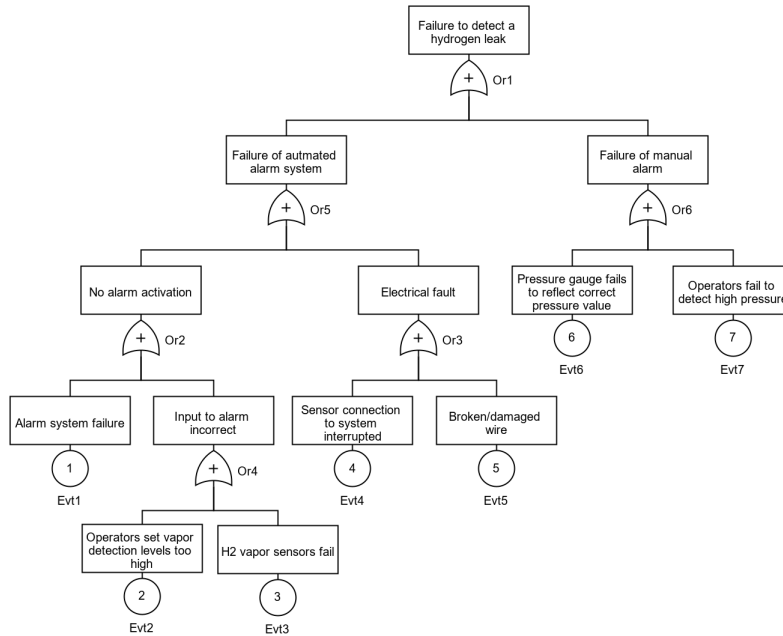 Failure to detect a
hydrogen leak
+
Or1
Failure of autmated
alarm system
Failure of manual
alarm
+
Or5
+
Or6
No alarm activation
Electrical fault
Pressure gauge fails
to reflect correct
pressure value
Operators fail to
detect high pressure
+
Or2
+
Or3
6
7
Evt6
Evt7
Alarm system failure
Input to alarm
incorrect
Sensor connection
to system
interrupted
Broken/damaged
wire
1
+
Or4
4
5
Evt1
Evt4
Evt5
Operators set vapor
detection levels too
high
H2 vapor sensors fail
2
3
Evt2
Evt3